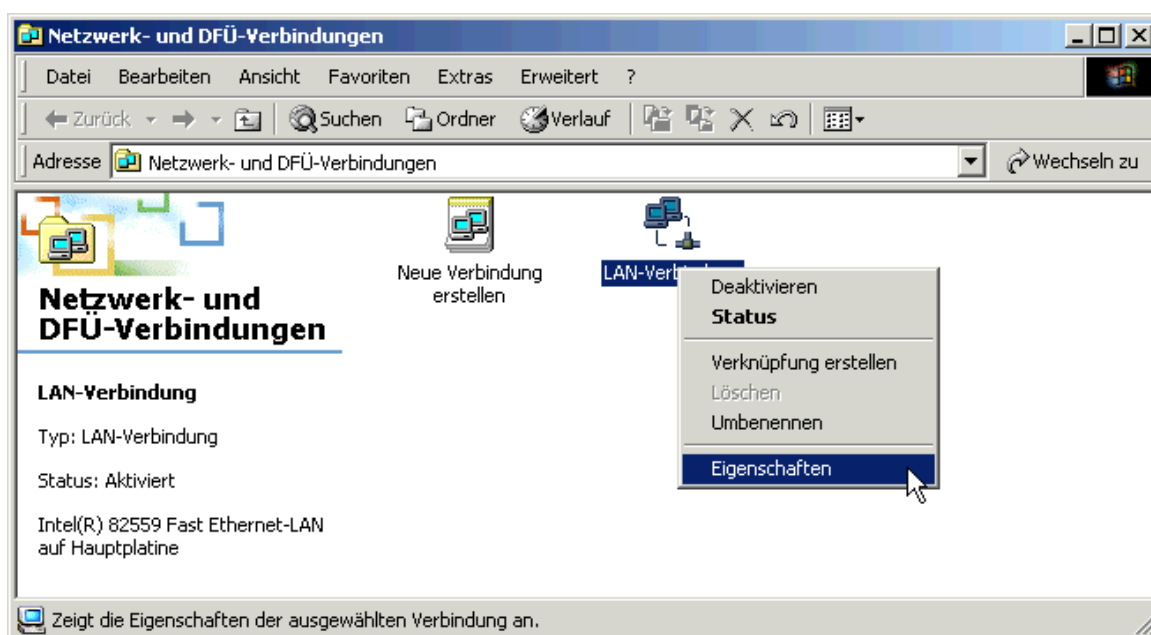 Netzwerk- und DFÜ-Verbindungen
Datei Bearbeiten Ansicht Favoriten Extras Erweitert ?
Zurück Suchen Ordner Verlauf
Adresse Netzwerk- und DFÜ-Verbindungen Wechseln zu
Neue Verbindung
erstellen
Netzwerk- und
DFÜ-Verbindungen
LAN-Verbindung
Typ: LAN-Verbindung
Status: Aktiviert
Intel(R) 82559 Fast Ethernet-LAN
auf Hauptplatine
Deaktivieren
Status
Verknüpfung erstellen
Löschen
Umbenennen
Eigenschaften
Zeigt die Eigenschaften der ausgewählten Verbindung an.